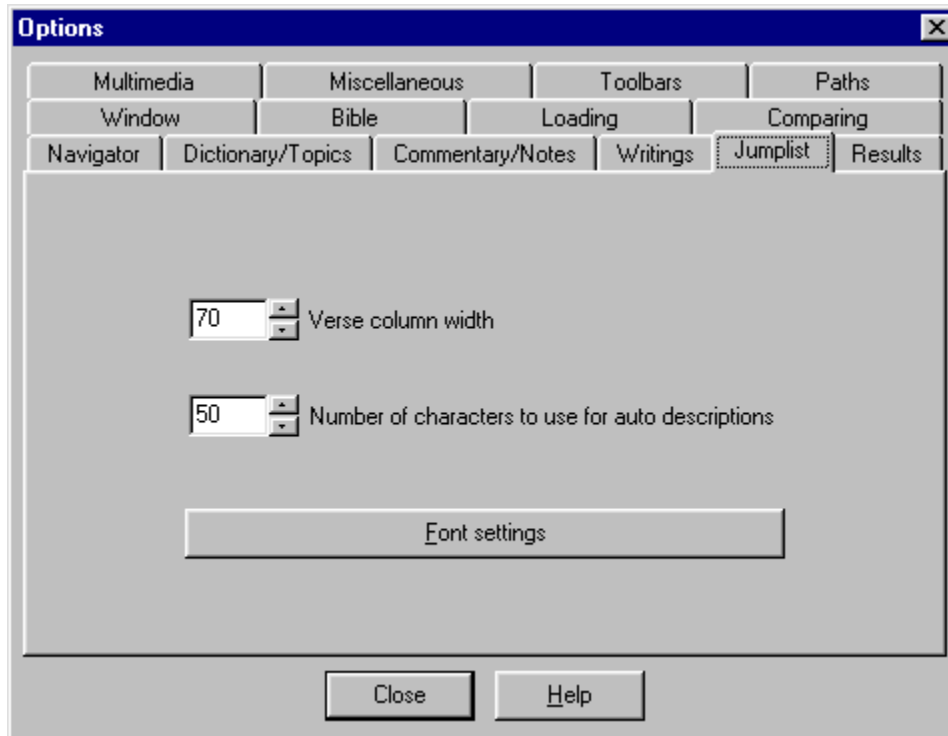 Options
Multimedia Miscellaneous Toolbars Paths
Window Bible Loading Comparing
Navigator Dictionary/Topics Commentary/Notes Writings Jumplist Results
70 Verse column width
50 Number of characters to use for auto descriptions
Font settings
Close Help